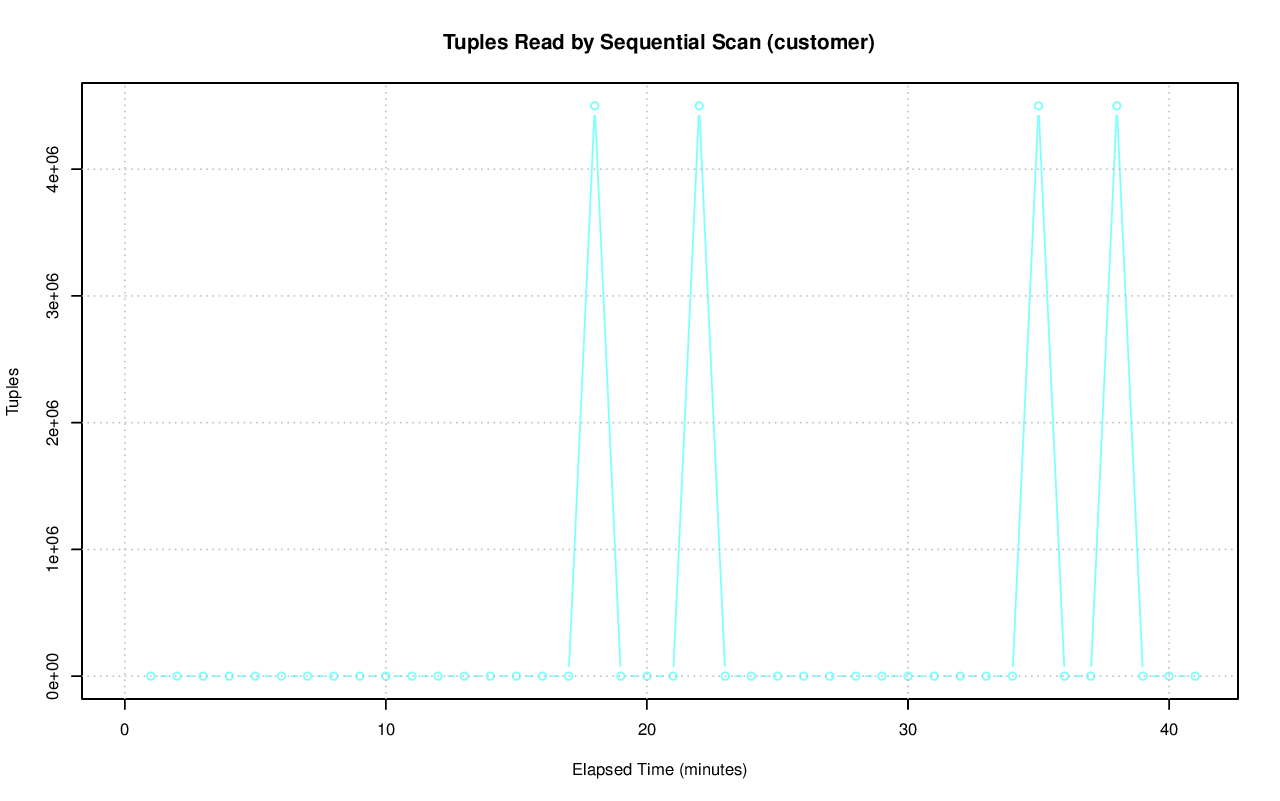 Tuples Read by Sequential Scan (customer)
Tuples
4e+06
3e+06
2e+06
1e+06
0e+00
0 10 20 30 40
Elapsed Time (minutes)